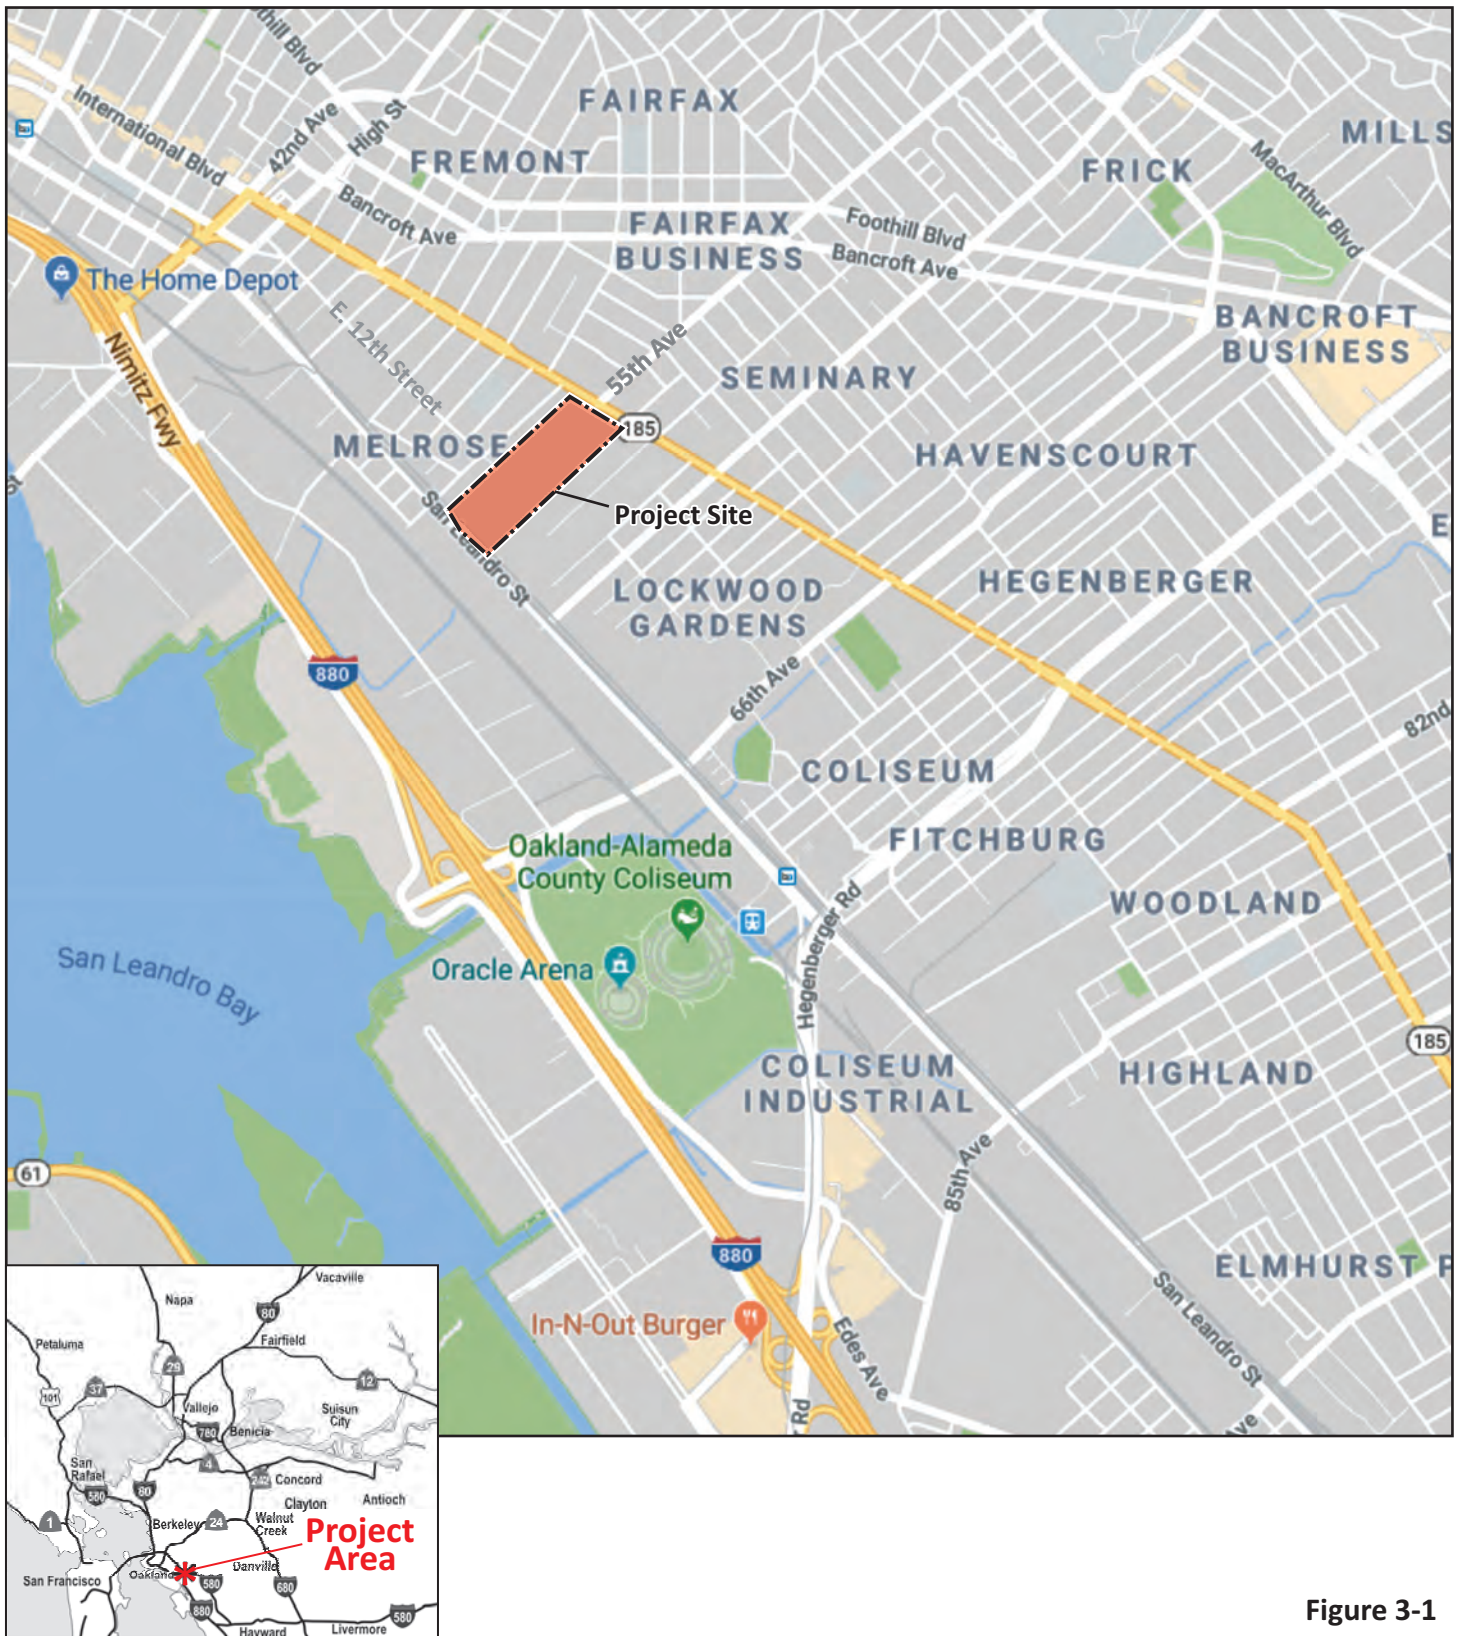 Foothill Blvd
International Blvd
42nd Ave
High St
FAIRFAX
FREMONT
MILLS
FRICK
MacArthur Blvd
Bancroft Ave
FAIRFAX
BUSINESS
Foothill Blvd
Bancroft Ave
The Home Depot
E. 12th Street
Nimitz Fwy
BANCROFT
BUSINESS
55th Ave
SEMINARY
185
MELROSE
HAVENSCOURT
St
San Leandro St
Project Site
E
LOCKWOOD
GARDENS
HEGENBERGER
880
66th Ave
82nd
COLISEUM
FITCHBURG
Oakland-Alameda
County Coliseum
Hegenberger Rd
WOODLAND
Oracle Arena
San Leandro Bay
185
COLISEUM
INDUSTRIAL
HIGHLAND
85th Ave
61
880
ELMHURST P
San Leandro St
In-N-Out Burger
Edes Ave
r Rd
Ave
Vacaville
Napa
80
Petaluma
Fairfield
29
12
101
37
Vallejo
Suisun
City
780
Benicia
San
Rafael
4
242
Concord
580
80
Clayton
Antioch
1
Berkeley
24
Walnut
Creek
Project
Area
San Francisco
Oakland
Danville
580
680
880
580
Hayward
Livermore
Figure 3-1